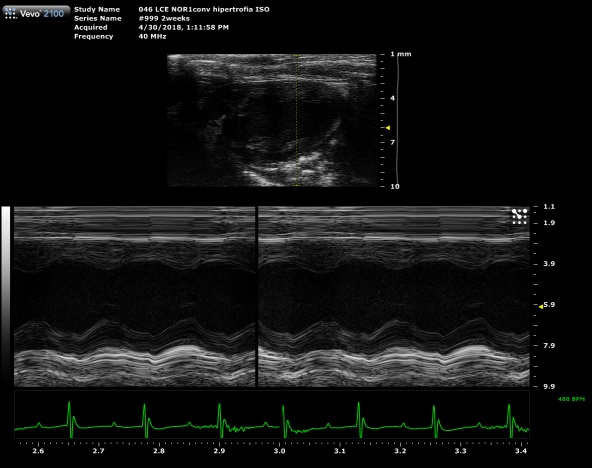 Vevo 2100
Study Name 046 LCE NOR1conv hipertrofia ISO
Series Name #999 2weeks
Acquired 4/30/2018, 1:11:58 PM
Frequency 40 MHz
1 mm
4
7
10
1.1
1.9
3.9
5.9
7.9
9.9
2.6 2.7 2.8 2.9 3.0 3.1 3.2 3.3 3.4